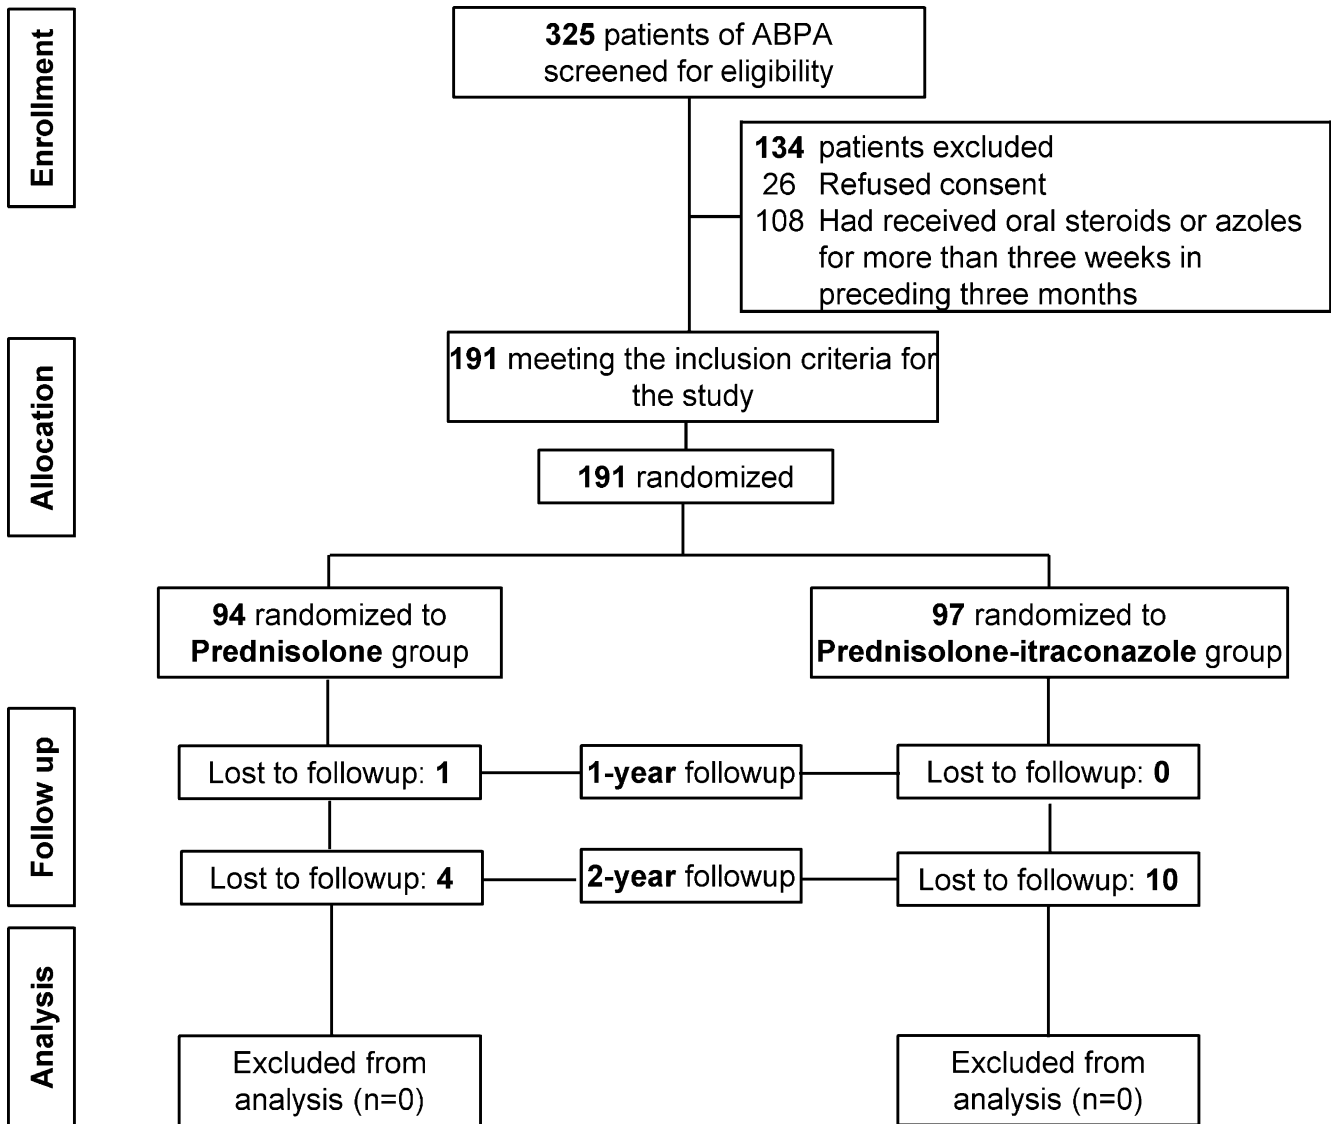 Enrollment
325 patients of ABPA
screened for eligibility
134 patients excluded
26 Refused consent
108 Had received oral steroids or azoles
for more than three weeks in
preceding three months
Allocation
191 meeting the inclusion criteria for
the study
191 randomized
94 randomized to
Prednisolone group
97 randomized to
Prednisolone-itraconazole group
Follow up
Lost to followup: 1
1-year followup
Lost to followup: 0
Lost to followup: 4
2-year followup
Lost to followup: 10
Analysis
Excluded from
analysis (n=0)
Excluded from
analysis (n=0)